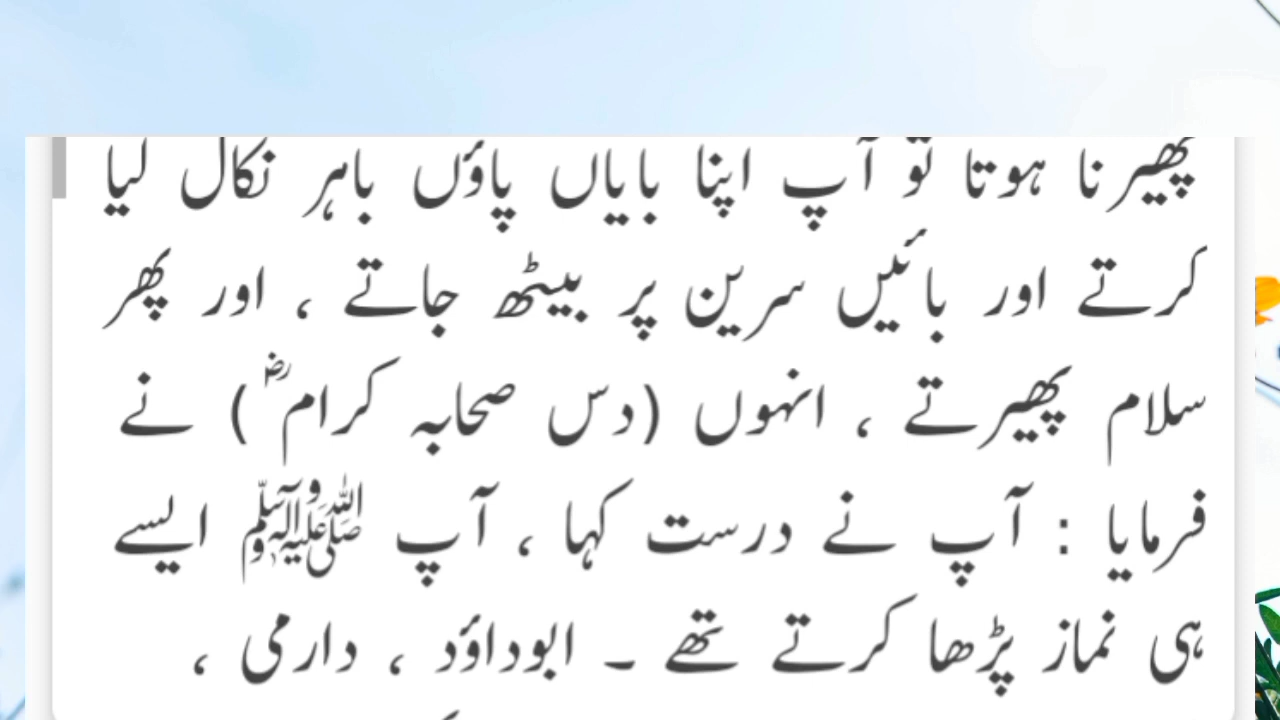 پھیرنا ہوتا تو آپ اپنا بایاں پاؤں باہر نکال لیا
کرتے اور بائیں سرین پر بیٹھ جاتے ، اور پھر
سلام پھیرتے ، انہوں (دس صحابہ کرام ؓ) نے
فرمایا : آپ نے درست کہا ، آپ ﷺ ایسے
ہی نماز پڑھا کرتے تھے ۔ ابوداؤد ، دارمی ،